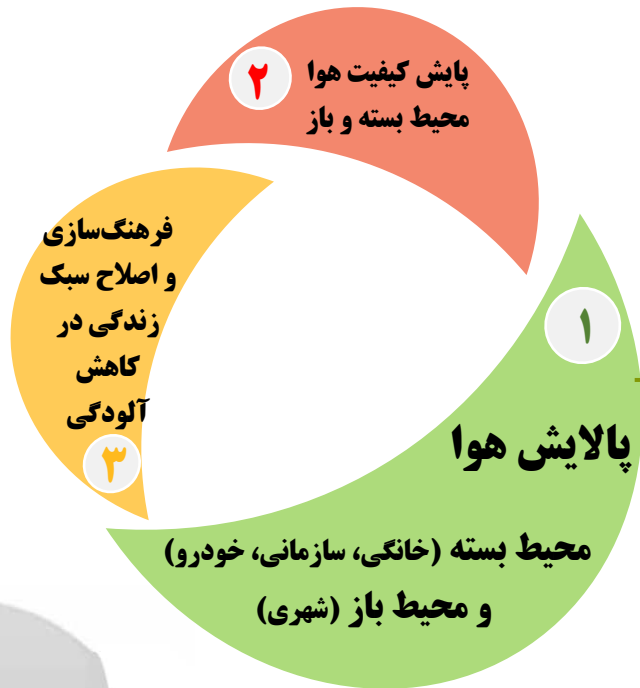 ۱
پالایش هوا
محیط بسته (خانگی، سازمانی، خودرو)
و محیط باز (شهری)
۲
پایش کیفیت هوا
محیط بسته و باز
فرهنگ‌سازی
و اصلاح سبک
زندگی در
کاهش
آلودگی
۳